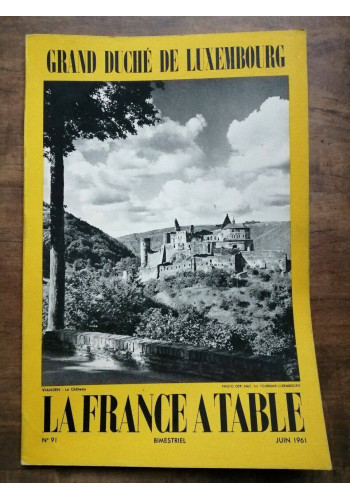 GRAND DUCHÉ DE LUXEMBOURG
VIANDEN - Le Château
LA FRANCE A TABLE
N° 91 BIMESTRIEL JUIN 1961